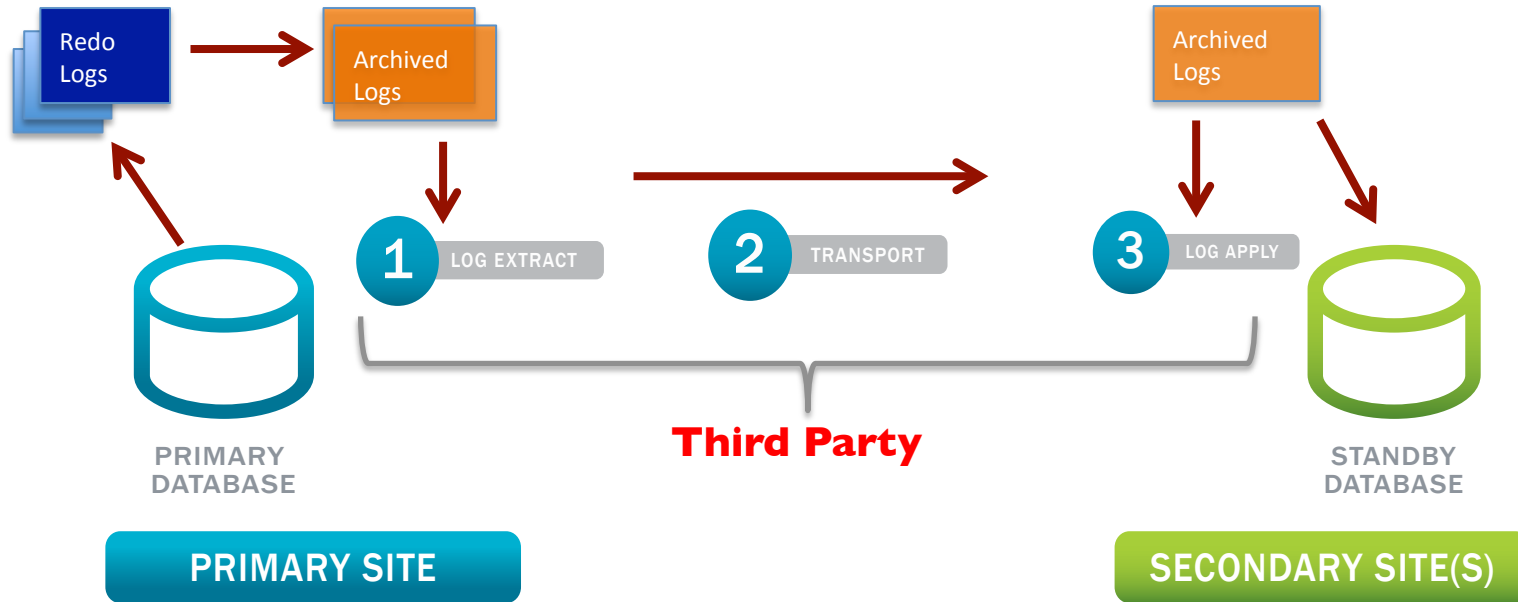 Redo
Logs
Archived
Logs
Archived
Logs
1
LOG EXTRACT
2
TRANSPORT
3
LOG APPLY
Third Party
PRIMARY
DATABASE
STANDBY
DATABASE
PRIMARY SITE
SECONDARY SITE(S)